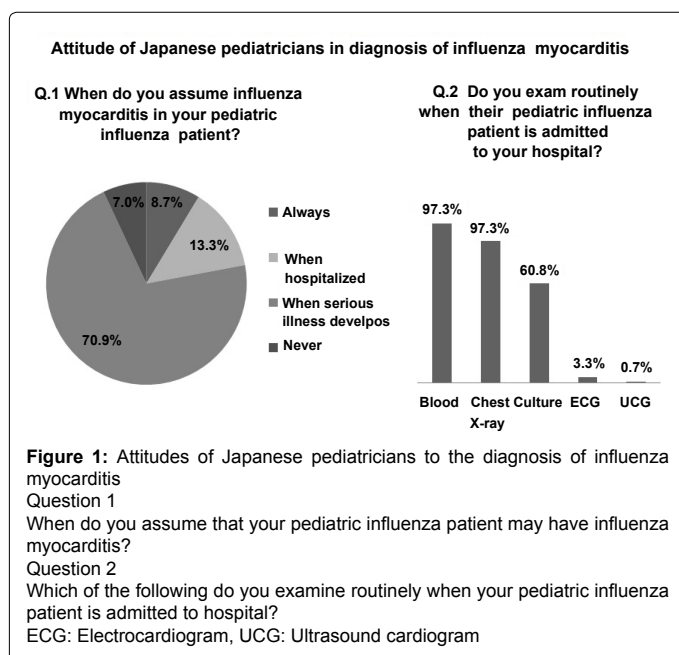 Attitude of Japanese pediatricians in diagnosis of influenza myocarditis
Q.1 When do you assume influenza
myocarditis in your pediatric
influenza patient?
7.0%
8.7%
13.3%
70.9%
Always
When
hospitalized
When serious
illness develpos
Never
Q.2 Do you exam routinely
when their pediatric influenza
patient is admitted
to your hospital?
97.3%
97.3%
60.8%
3.3%
0.7%
Blood Chest Culture ECG UCG
X-ray
Figure 1: Attitudes of Japanese pediatricians to the diagnosis of influenza
myocarditis
Question 1
When do you assume that your pediatric influenza patient may have influenza
myocarditis?
Question 2
Which of the following do you examine routinely when your pediatric influenza
patient is admitted to hospital?
ECG: Electrocardiogram, UCG: Ultrasound cardiogram